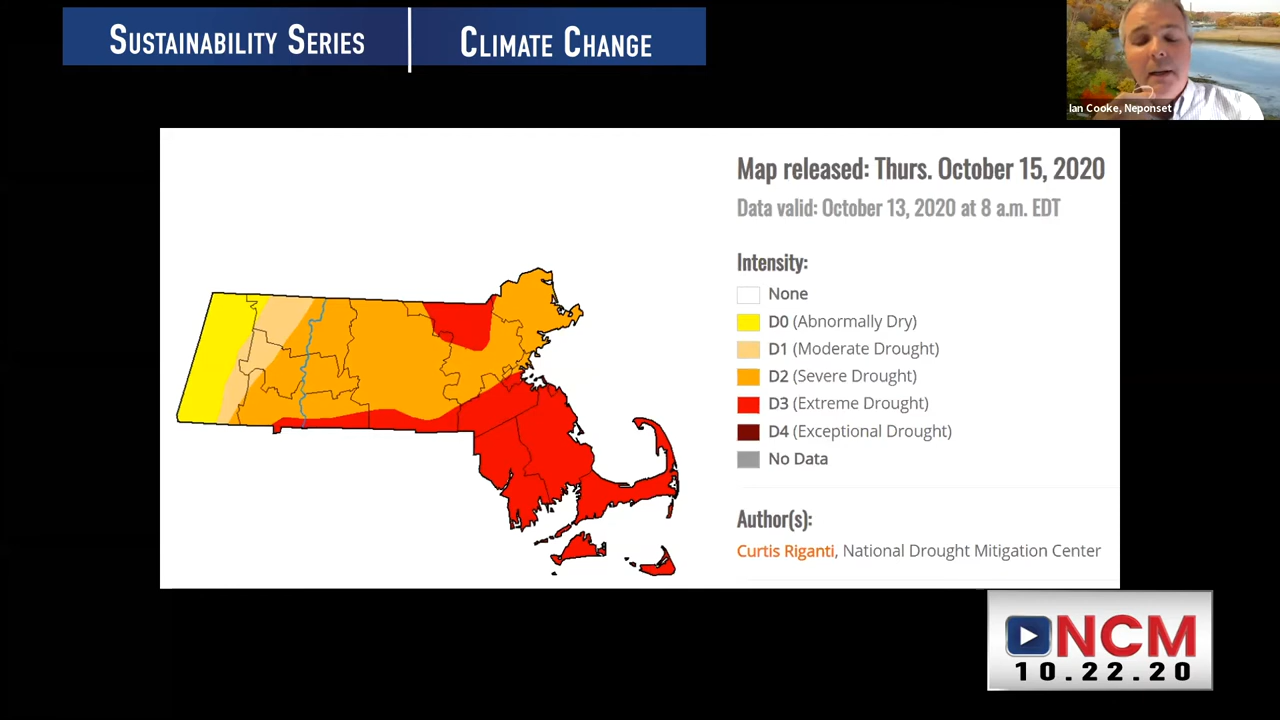 SUSTAINABILITY SERIES
CLIMATE CHANGE
Ian Cooke, Neponset
Map released: Thurs. October 15, 2020
Data valid: October 13, 2020 at 8 a.m. EDT
Intensity:
None
D0 (Abnormally Dry)
D1 (Moderate Drought)
D2 (Severe Drought)
D3 (Extreme Drought)
D4 (Exceptional Drought)
No Data
Author(s):
Curtis Riganti, National Drought Mitigation Center
NCM
10.22.20